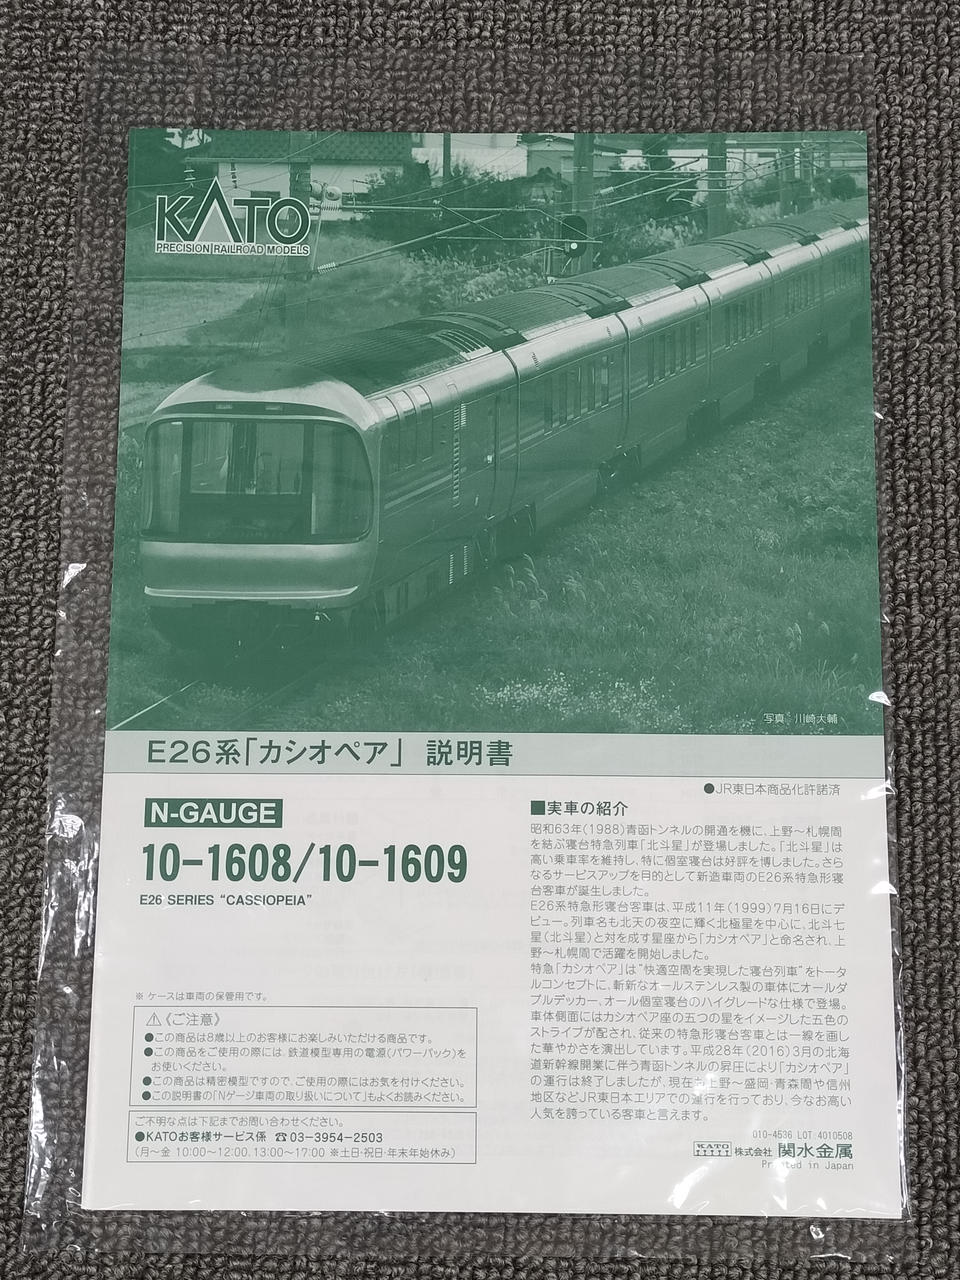 KATO
PRECISION RAILROAD MODELS
写真：川崎大輔
E26系「カシオペア」 説明書
●JR東日本商品化許諾済
N-GAUGE
10-1608/10-1609
E26 SERIES “CASSIOPEIA”
※ ケースは車両の保管用です。
⚠《ご注意》
●この商品は8歳以上のお客様にお楽しみいただける商品です。
●この商品をご使用の際には、鉄道模型専用の電源(パワーパック)を
お使いください。
●この商品は精密模型ですので、ご使用の際にはお気を付けください。
●この説明書の「Nゲージ車両の取り扱いについて」もよくお読みください。
ご不明な点は下記までお問い合わせください。
●KATOお客様サービス係 ☎03-3954-2503
(月～金 10:00～12:00、13:00～17:00 ※土日・祝日・年末年始休み)
■実車の紹介
昭和63年(1988)青函トンネルの開通を機に、上野～札幌間
を結ぶ寝台特急列車「北斗星」が登場しました。「北斗星」は
高い乗車率を維持し、特に個室寝台は好評を博しました。さら
なるサービスアップを目的として新造車両のE26系特急形寝
台客車が誕生しました。
E26系特急形寝台客車は、平成11年(1999)7月16日にデ
ビュー。列車名も北天の夜空に輝く北極星を中心に、北斗七
星(北斗星)と対を成す星座から「カシオペア」と命名され、上
野～札幌間で活躍を開始しました。
特急「カシオペア」は“快適空間を実現した寝台列車”をトータ
ルコンセプトに、斬新なオールステンレス製の車体にオールダ
ブルデッカー、オール個室寝台のハイグレードな仕様で登場。
車体側面にはカシオペア座の五つの星をイメージした五色の
ストライプが配され、従来の特急形寝台客車とは一線を画し
た華やかさを演出しています。平成28年(2016)3月の北海
道新幹線開業に伴う青函トンネルの昇圧により「カシオペア」
の運行は終了しましたが、現在も上野～盛岡・青森間や信州
地区などJR東日本エリアでの運行を行っており、今なお高い
人気を誇っている客車と言えます。
010-4536 LOT:4010508
KATO 株式会社 関水金属
Printed in Japan